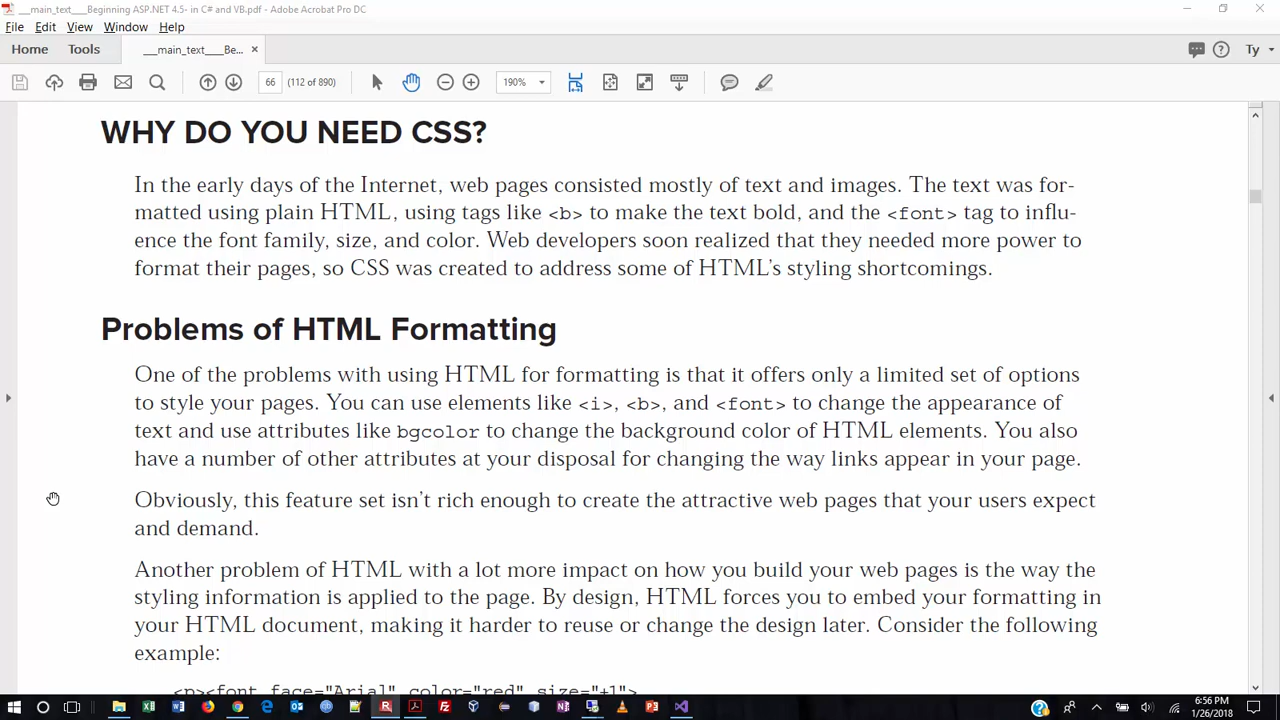 __main_text____Beginning ASP.NET 4.5- in C# and VB.pdf - Adobe Acrobat Pro DC
File Edit View Window Help
Home Tools __main_text____Be... × Ty
66 (112 of 890) 190%
WHY DO YOU NEED CSS?
In the early days of the Internet, web pages consisted mostly of text and images. The text was for-
matted using plain HTML, using tags like <b> to make the text bold, and the <font> tag to influ-
ence the font family, size, and color. Web developers soon realized that they needed more power to
format their pages, so CSS was created to address some of HTML’s styling shortcomings.
Problems of HTML Formatting
One of the problems with using HTML for formatting is that it offers only a limited set of options
to style your pages. You can use elements like <i>, <b>, and <font> to change the appearance of
text and use attributes like bgcolor to change the background color of HTML elements. You also
have a number of other attributes at your disposal for changing the way links appear in your page.
Obviously, this feature set isn’t rich enough to create the attractive web pages that your users expect
and demand.
Another problem of HTML with a lot more impact on how you build your web pages is the way the
styling information is applied to the page. By design, HTML forces you to embed your formatting in
your HTML document, making it harder to reuse or change the design later. Consider the following
example:
<p><font face="Arial" color="red" size="+1">
6:56 PM
1/26/2018